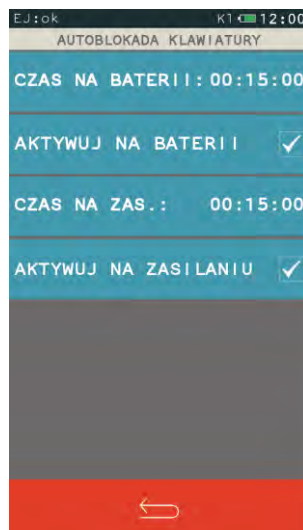 EJ:ok K1 12:00
AUTOBLOKADA KLAWIATURY
CZAS NA BATERII: 00:15:00
AKTYWUJ NA BATERII
CZAS NA ZAS.: 00:15:00
AKTYWUJ NA ZASILANIU